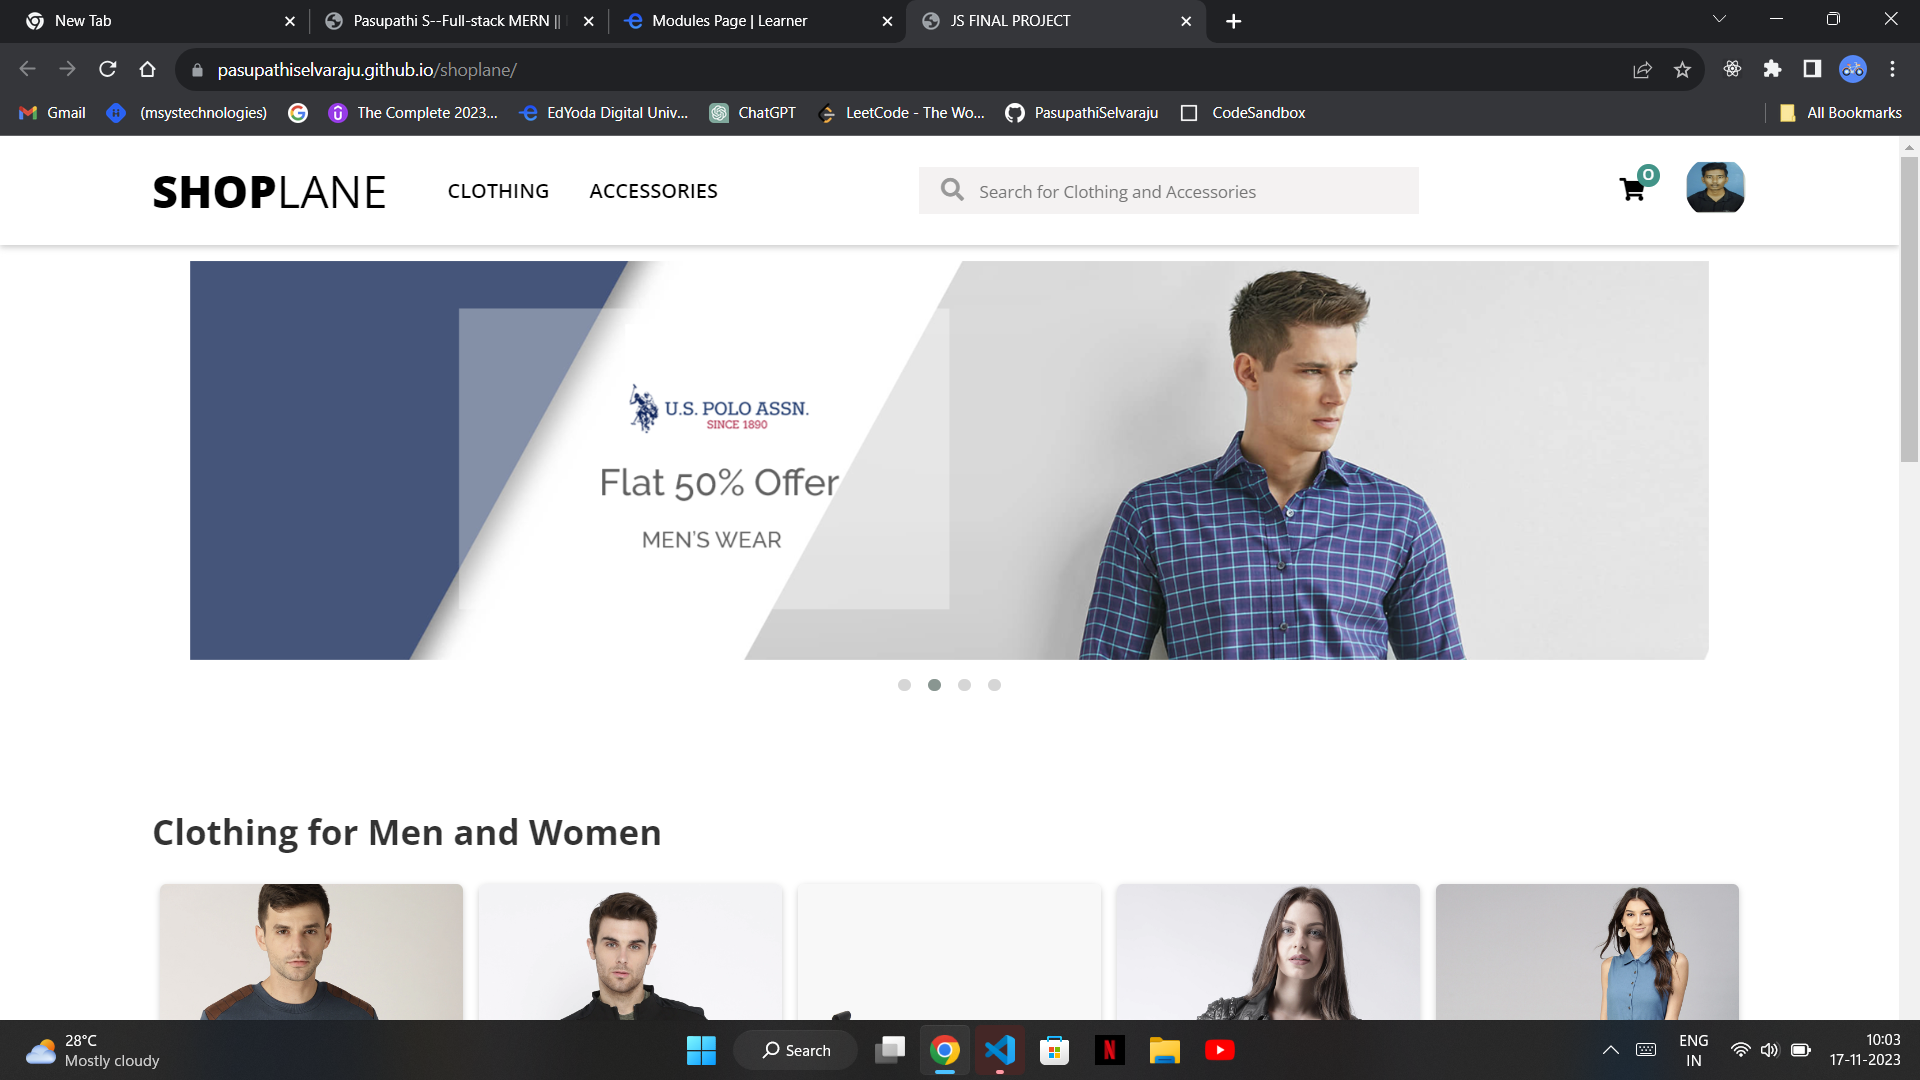 New Tab
Pasupathi S--Full-stack MERN ||
Modules Page | Learner
JS FINAL PROJECT
pasupathiselvaraju.github.io/shoplane/
Gmail
(msystechnologies)
The Complete 2023...
EdYoda Digital Univ...
ChatGPT
LeetCode - The Wo...
PasupathiSelvaraju
CodeSandbox
All Bookmarks
SHOPLANE
CLOTHING
ACCESSORIES
Search for Clothing and Accessories
0
U.S. POLO ASSN.
SINCE 1890
Flat 50% Offer
MEN'S WEAR
Clothing for Men and Women
28°C
Mostly cloudy
Search
N
ENG
IN
10:03
17-11-2023